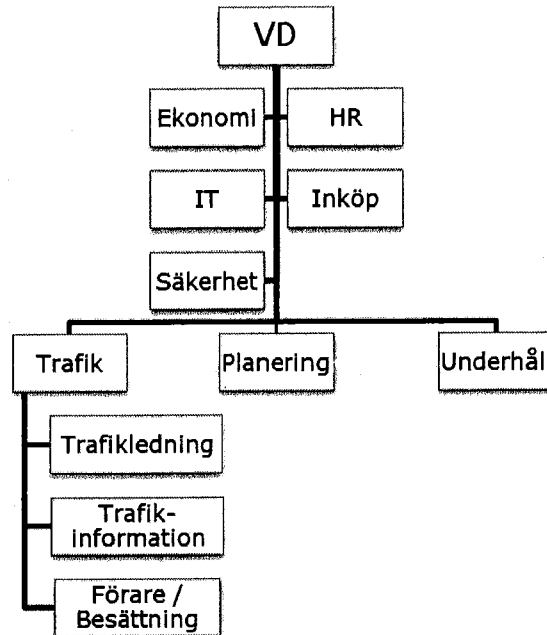 VD
Ekonomi
HR
IT
Inköp
Säkerhet
Trafik
Planering
Underhål
Trafikledning
Trafik-
information
Förare /
Besättning